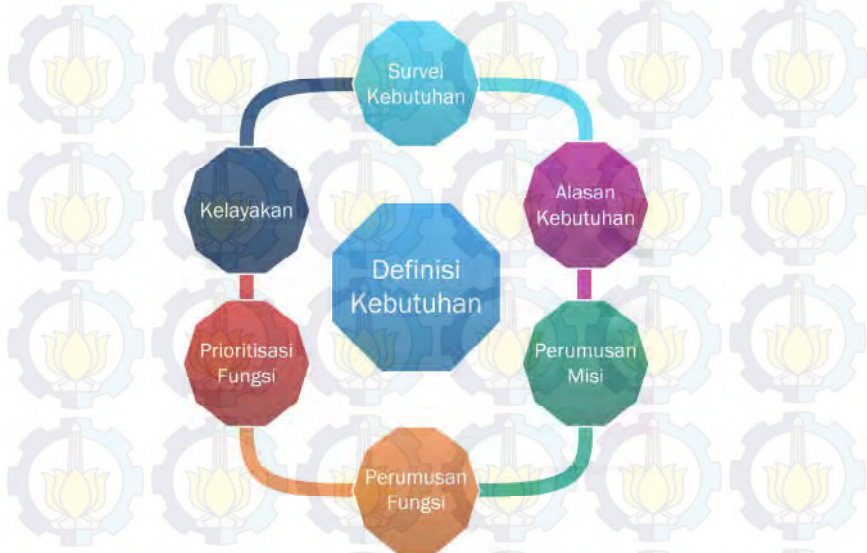 Survei
Kebutuhan
Alasan
Kebutuhan
Perumusan
Misi
Perumusan
Fungsi
Prioritisasi
Fungsi
Kelayakan
Definisi
Kebutuhan